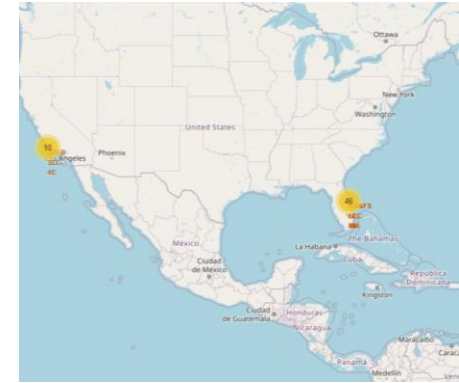 Ottawa
New York
Washington
United States
10
Angeles
Phoenix
46
México
La Habana
The Bahamas
Cuba
Ciudad
de México
República
Dominicana
Kingston
Ciudad
de Guatemala
Honduras
Nicaragua
Maracaibo
Panamá
Medellín